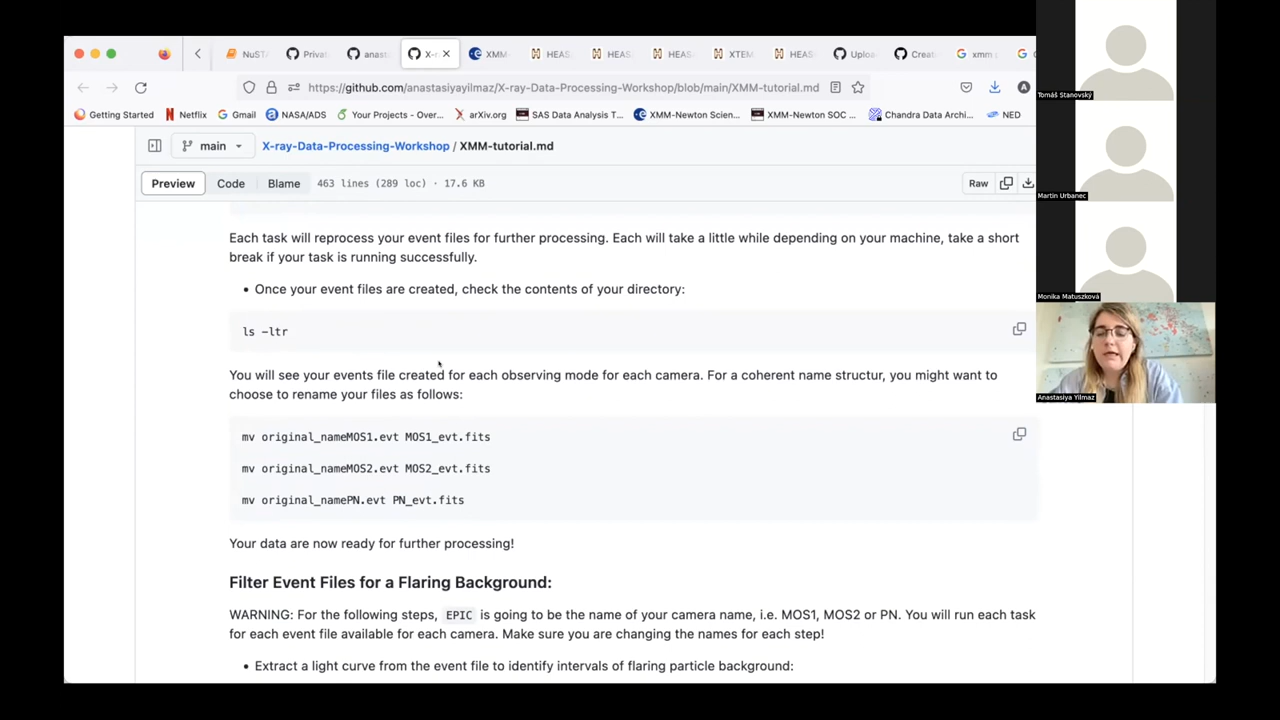 NuST
Priva
anast
X-r
XMM-
HEAS
HEAS
HEAS
XTEM
HEAS
Uploa
Creati
xmm p
https://github.com/anastasiyayilmaz/X-ray-Data-Processing-Workshop/blob/main/XMM-tutorial.md
Getting Started
Netflix
Gmail
NASA/ADS
Your Projects - Over...
arXiv.org
SAS Data Analysis T...
XMM-Newton Scien...
XMM-Newton SOC ...
Chandra Data Archi...
NED
main
X-ray-Data-Processing-Workshop / XMM-tutorial.md
Preview
Code
Blame
463 lines (289 loc) · 17.6 KB
Raw
Each task will reprocess your event files for further processing. Each will take a little while depending on your machine, take a short
break if your task is running successfully.
• Once your event files are created, check the contents of your directory:
ls -ltr
You will see your events file created for each observing mode for each camera. For a coherent name structur, you might want to
choose to rename your files as follows:
mv original_nameMOS1.evt MOS1_evt.fits
mv original_nameMOS2.evt MOS2_evt.fits
mv original_namePN.evt PN_evt.fits
Your data are now ready for further processing!
Filter Event Files for a Flaring Background:
WARNING: For the following steps, EPIC is going to be the name of your camera name, i.e. MOS1, MOS2 or PN. You will run each task
for each event file available for each camera. Make sure you are changing the names for each step!
• Extract a light curve from the event file to identify intervals of flaring particle background:
Tomáš Stanovský
Martin Urbanec
Monika Matuszková
Anastasiya Yilmaz